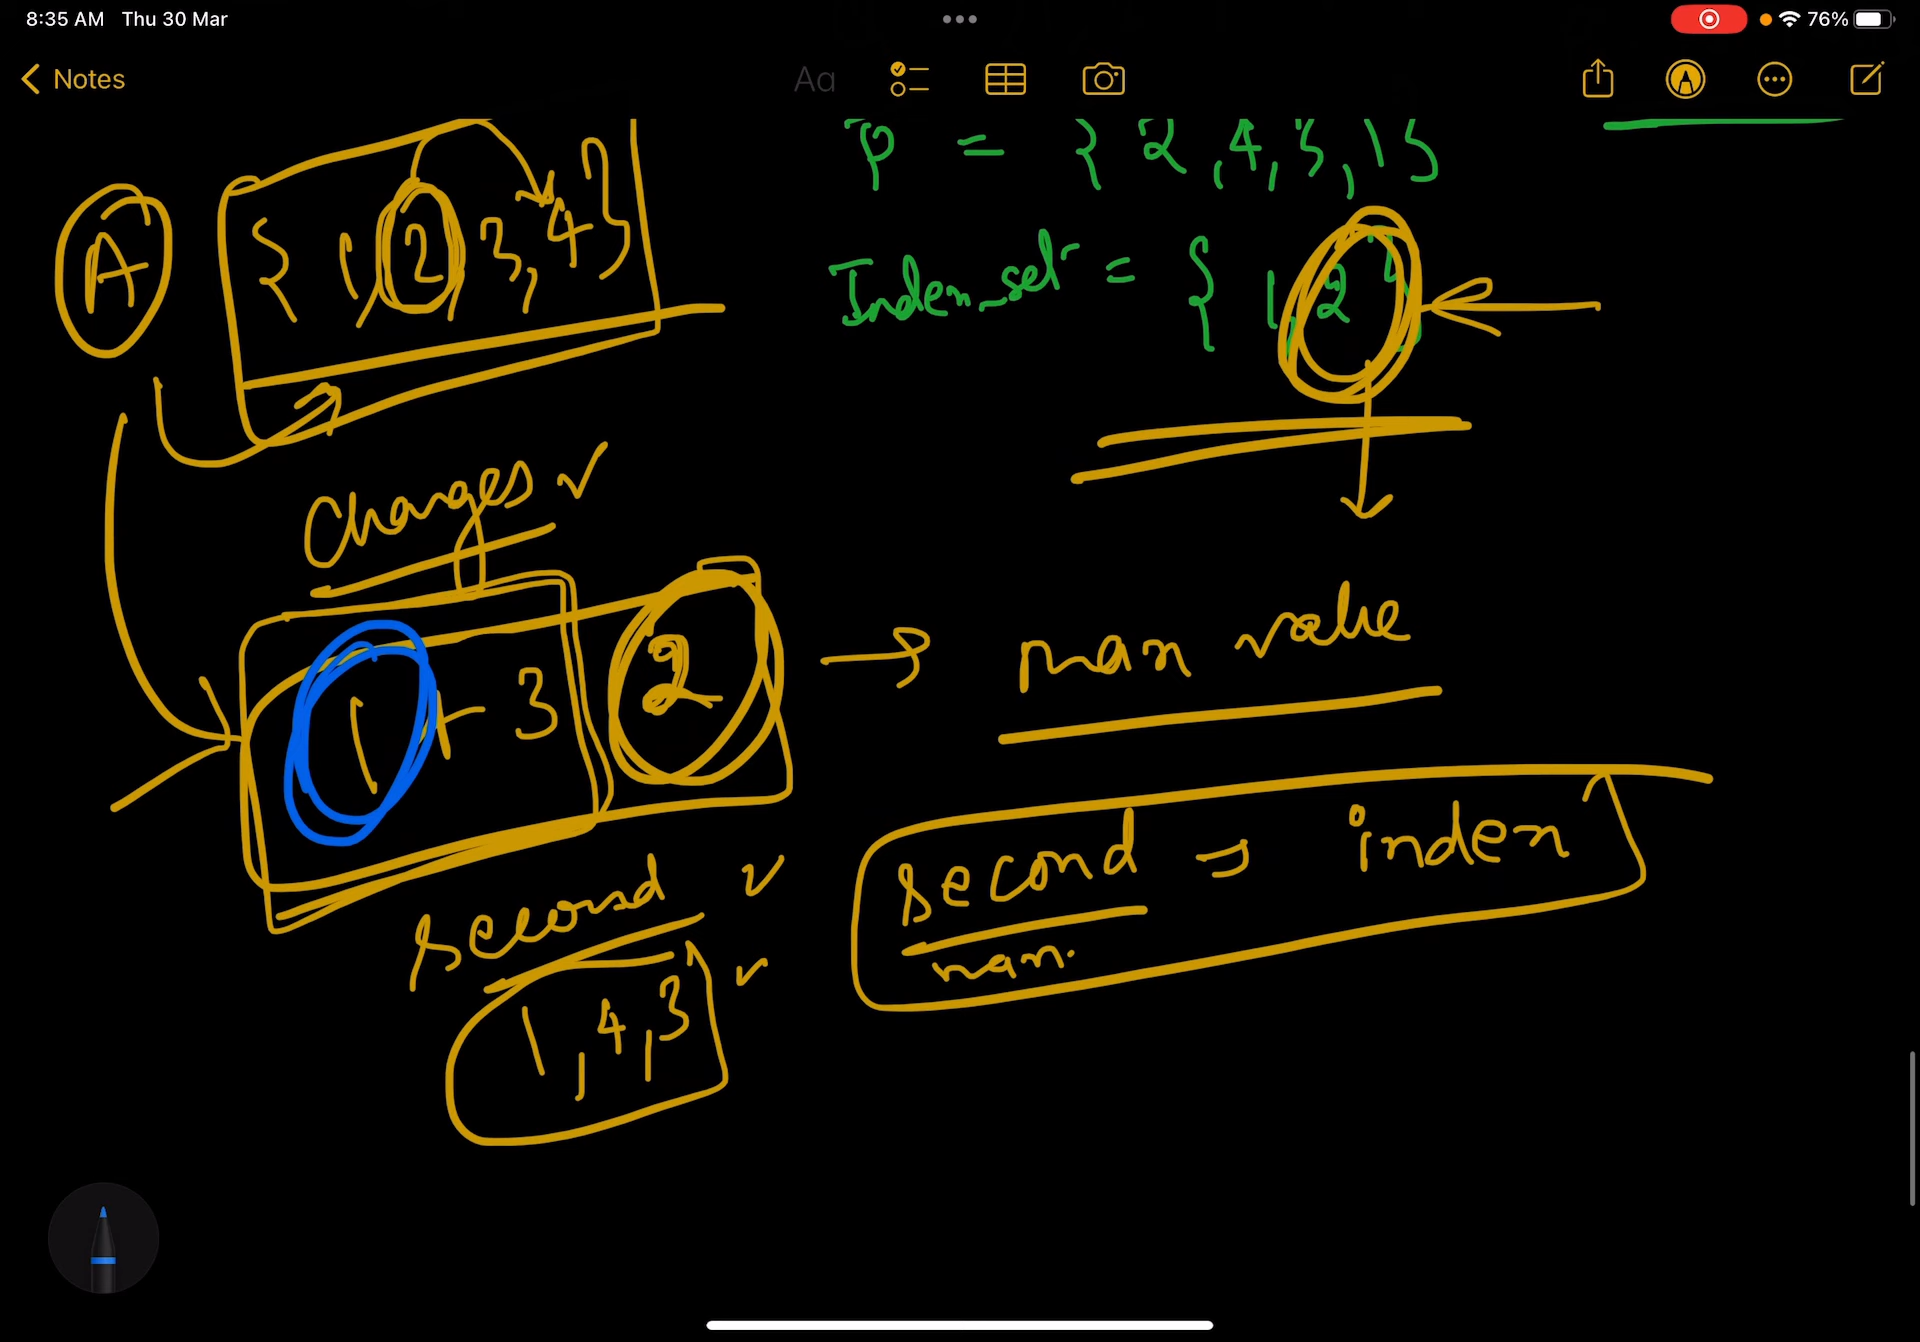 8:35 AM Thu 30 Mar
76%
Notes
Aa
P = { 2, 4, 3, 1 }
A { 1, 2, 3, 4 }
Index_set = { 1, 2 }
Changes ✓
1 + 3 2 → max value
second ✓
second → index
max.
1, 4, 3 ✓